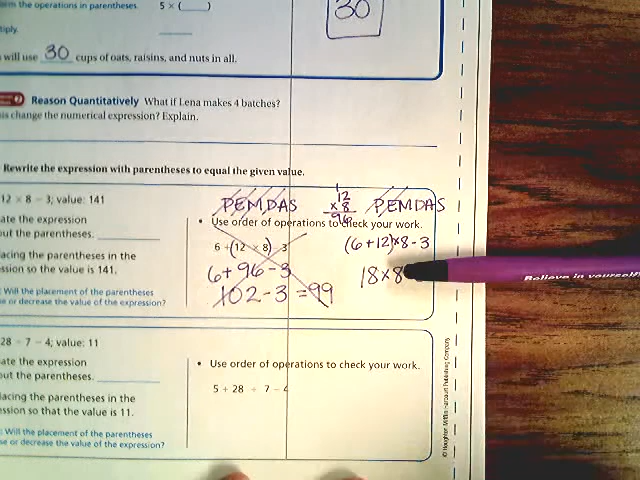 orm the operations in parentheses. 5 × (____)
30
tiply.
will use 30 cups of oats, raisins, and nuts in all.
Reason Quantitatively What if Lena makes 4 batches?
is change the numerical expression? Explain.
Rewrite the expression with parentheses to equal the given value.
12 × 8 − 3; value: 141
ate the expression
out the parentheses.
lacing the parentheses in the
ssion so the value is 141.
: Will the placement of the parentheses
se or decrease the value of the expression?
PEMDAS
1
12
× 8
96
PEMDAS
• Use order of operations to check your work.
6 + (12 × 8) − 3
6 + 96 − 3
102 − 3 = 99
(6 + 12) × 8 − 3
18 × 8
Believe in yourself
28 ÷ 7 − 4; value: 11
ate the expression
out the parentheses.
lacing the parentheses in the
ssion so that the value is 11.
: Will the placement of the parentheses
se or decrease the value of the expression?
• Use order of operations to check your work.
5 + 28 ÷ 7 − 4
© Houghton Mifflin Harcourt Publishing Company